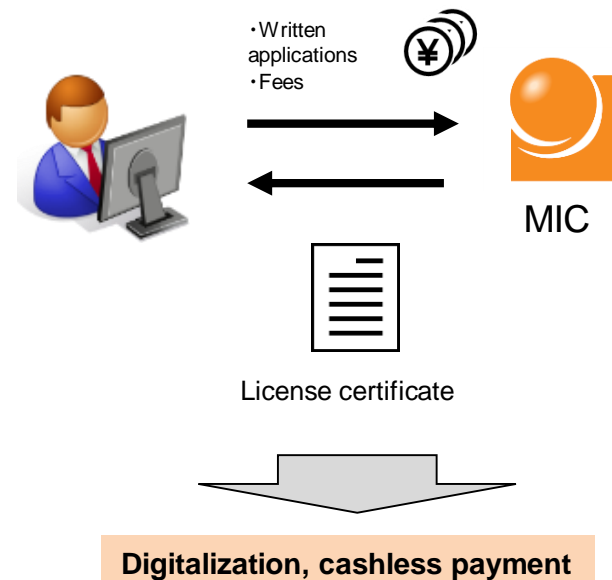 ・Written
applications
・Fees
¥
MIC
License certificate
Digitalization, cashless payment